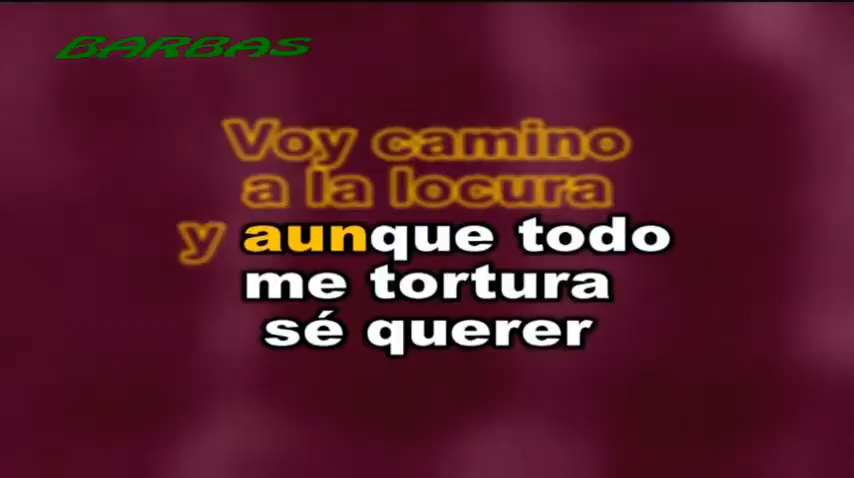 BARBAS
Voy camino
a la locura
y aunque todo
me tortura
sé querer